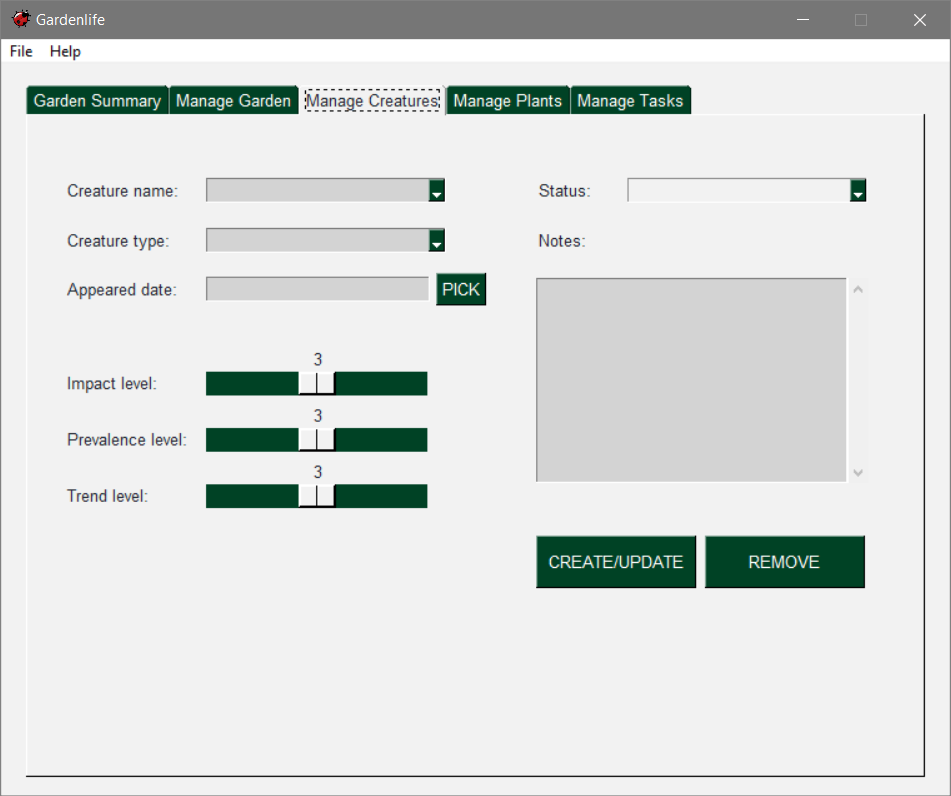 Gardenlife
File Help
Garden Summary Manage Garden Manage Creatures Manage Plants Manage Tasks
Creature name: Status:
Creature type: Notes:
Appeared date: PICK
3
Impact level:
3
Prevalence level:
3
Trend level:
CREATE/UPDATE REMOVE